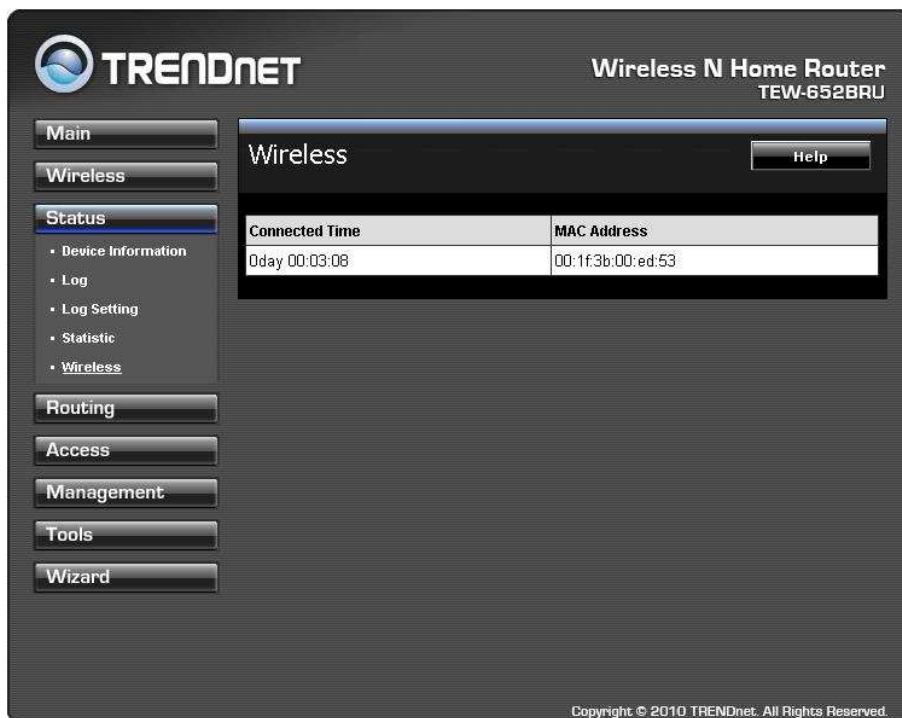 TRENDNET
Wireless N Home Router
TEW-652BRU
Main
Wireless
Status
Device Information
Log
Log Setting
Statistic
Wireless
Routing
Access
Management
Tools
Wizard
Wireless
Help
Connected Time MAC Address
0day 00:03:08 00:1f:3b:00:ed:53
Copyright © 2010 TRENDnet. All Rights Reserved.